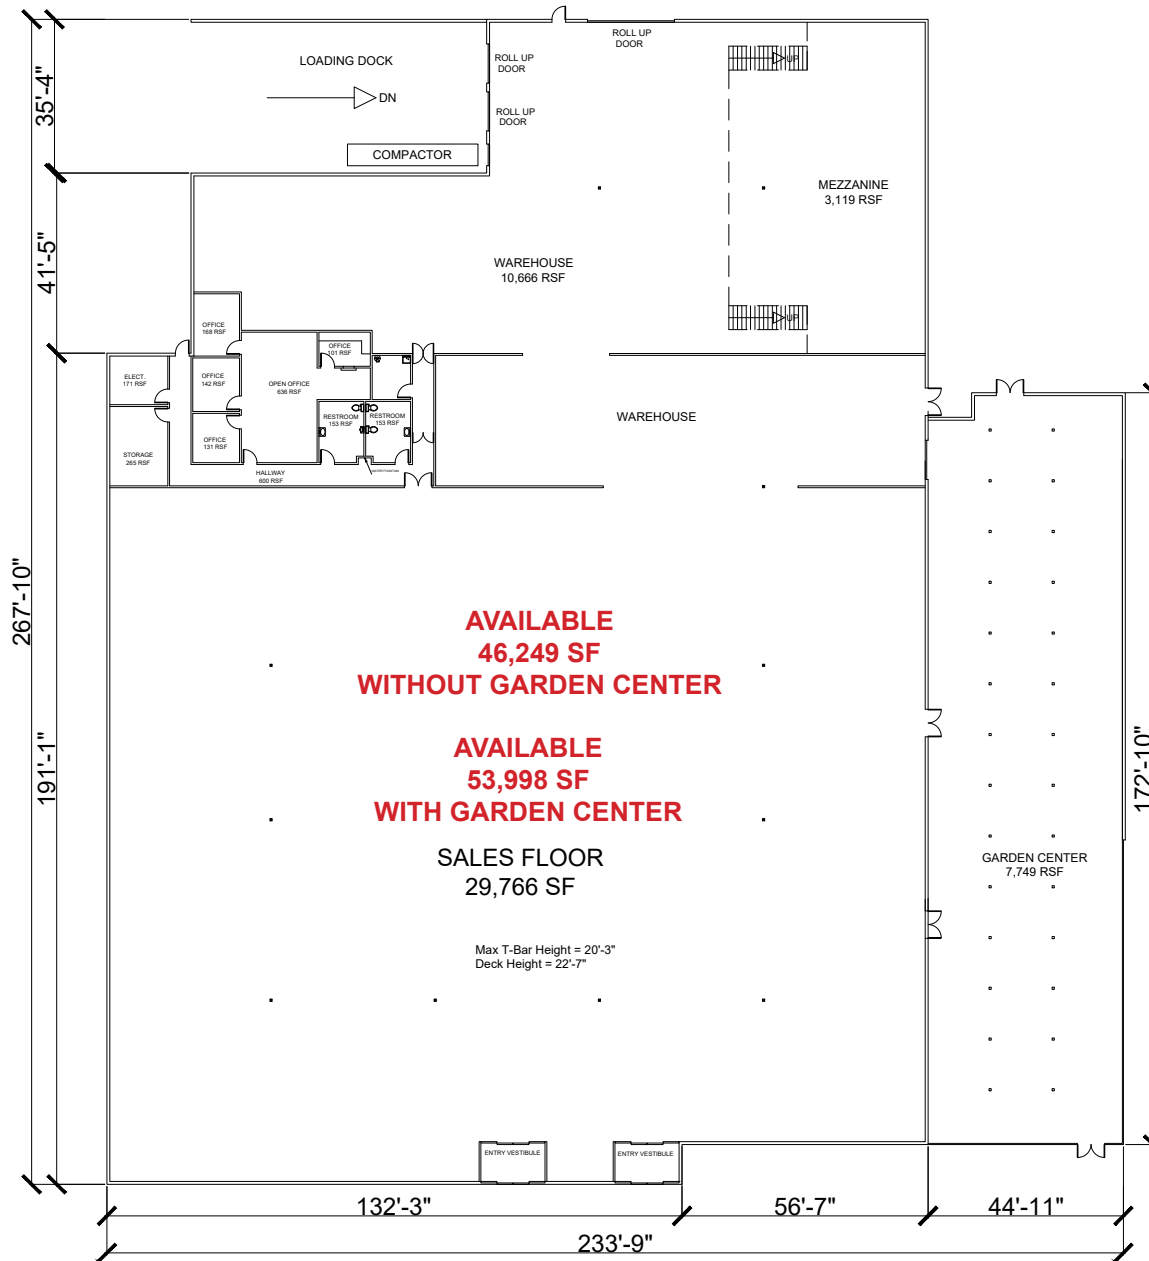 LOADING DOCK
DN
COMPACTOR
ROLL UP
DOOR
ROLL UP
DOOR
ROLL UP
DOOR
UP
MEZZANINE
3,119 RSF
WAREHOUSE
10,666 RSF
UP
35'-4"
41'-5"
267'-10"
191'-1"
OFFICE
168 RSF
OFFICE
101 RSF
ELECT.
171 RSF
OFFICE
142 RSF
OPEN OFFICE
636 RSF
RESTROOM
153 RSF
RESTROOM
153 RSF
OFFICE
131 RSF
STORAGE
265 RSF
HALLWAY
600 RSF
WATER FOUNTAIN
WAREHOUSE
AVAILABLE
46,249 SF
WITHOUT GARDEN CENTER
AVAILABLE
53,998 SF
WITH GARDEN CENTER
SALES FLOOR
29,766 SF
Max T-Bar Height = 20'-3"
Deck Height = 22'-7"
GARDEN CENTER
7,749 RSF
172'-10"
ENTRY VESTIBULE
ENTRY VESTIBULE
132'-3"
56'-7"
44'-11"
233'-9"